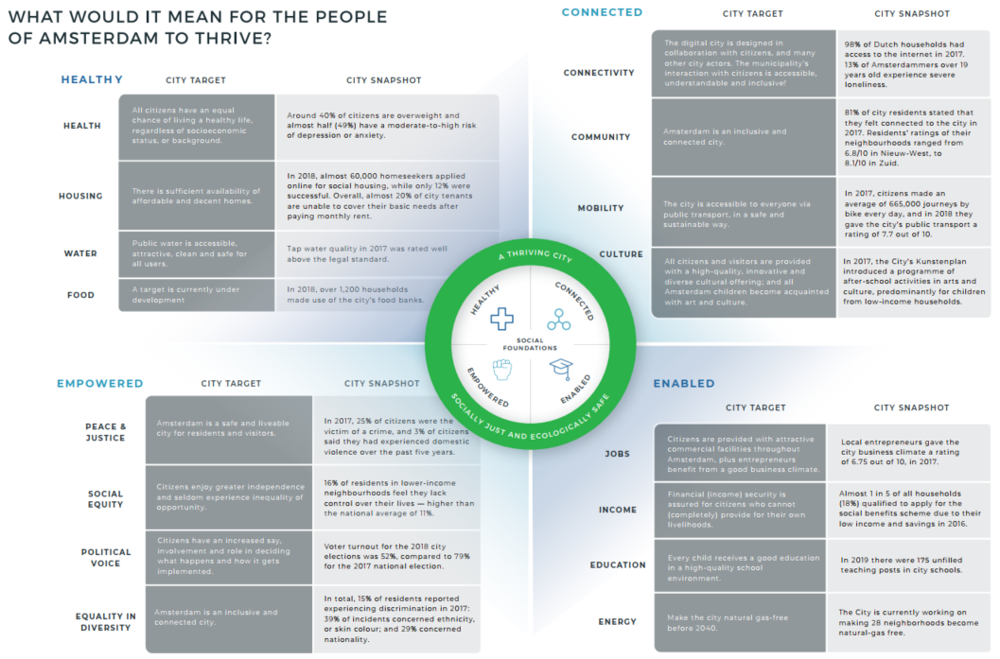 WHAT WOULD IT MEAN FOR THE PEOPLE
OF AMSTERDAM TO THRIVE?
HEALTHY
CITY TARGET
CITY SNAPSHOT
HEALTH
All citizens have an equal
chance of living a healthy life,
regardless of socioeconomic
status, or background.
Around 40% of citizens are overweight and
almost half (49%) have a moderate-to-high risk
of depression or anxiety.
HOUSING
There is sufficient availability of
affordable and decent homes.
In 2018, almost 60,000 homeseekers applied
online for social housing, while only 12% were
successful. Overall, almost 20% of city tenants
are unable to cover their basic needs after
paying monthly rent.
WATER
Public water is accessible,
attractive, clean and safe for
all users.
Tap water quality in 2017 was rated well
above the legal standard.
FOOD
A target is currently under
development
In 2018, over 1,200 households
made use of the city's food banks.
CONNECTED
CITY TARGET
CITY SNAPSHOT
CONNECTIVITY
The digital city is designed in
collaboration with citizens, and many
other city actors. The municipality's
interaction with citizens is accessible,
understandable and inclusive!
98% of Dutch households had
access to the internet in 2017.
13% of Amsterdammers over 19
years old experience severe
loneliness.
COMMUNITY
Amsterdam is an inclusive and
connected city.
81% of city residents stated that
they felt connected to the city in
2017. Residents' ratings of their
neighbourhoods ranged from
6.8/10 in Nieuw-West, to
8.1/10 in Zuid.
MOBILITY
The city is accessible to everyone via
public transport, in a safe and
sustainable way.
In 2017, citizens made an
average of 665,000 journeys by
bike every day, and in 2018 they
gave the city's public transport a
rating of 7.7 out of 10.
CULTURE
All citizens and visitors are provided
with a high-quality, innovative and
diverse cultural offering; and all
Amsterdam children become acquainted
with art and culture.
In 2017, the City's Kunstenplan
introduced a programme of
after-school activities in arts and
culture, predominantly for children
from low-income households.
A THRIVING CITY
HEALTHY
CONNECTED
SOCIAL
FOUNDATIONS
EMPOWERED
ENABLED
SOCIALLY JUST AND ECOLOGICALLY SAFE
EMPOWERED
CITY TARGET
CITY SNAPSHOT
PEACE &
JUSTICE
Amsterdam is a safe and liveable
city for residents and visitors.
In 2017, 25% of citizens were the
victim of a crime, and 3% of citizens
said they had experienced domestic
violence over the past five years.
SOCIAL
EQUITY
Citizens enjoy greater independence
and seldom experience inequality of
opportunity.
16% of residents in lower-income
neighbourhoods feel they lack
control over their lives — higher than
the national average of 11%.
POLITICAL
VOICE
Citizens have an increased say,
involvement and role in deciding
what happens and how it gets
implemented.
Voter turnout for the 2018 city
elections was 52%, compared to 79%
for the 2017 national election.
EQUALITY IN
DIVERSITY
Amsterdam is an inclusive and
connected city.
In total, 15% of residents reported
experiencing discrimination in 2017:
39% of incidents concerned ethnicity,
or skin colour; and 29% concerned
nationality.
ENABLED
CITY TARGET
CITY SNAPSHOT
JOBS
Citizens are provided with attractive
commercial facilities throughout
Amsterdam, plus entrepreneurs
benefit from a good business climate.
Local entrepreneurs gave the
city business climate a rating
of 6.75 out of 10, in 2017.
INCOME
Financial (income) security is
assured for citizens who cannot
(completely) provide for their own
livelihoods.
Almost 1 in 5 of all households
(18%) qualified to apply for the
social benefits scheme due to their
low income and savings in 2016.
EDUCATION
Every child receives a good education
in a high-quality school
environment.
In 2019 there were 175 unfilled
teaching posts in city schools.
ENERGY
Make the city natural gas-free
before 2040.
The City is currently working on
making 28 neighborhoods become
natural-gas free.